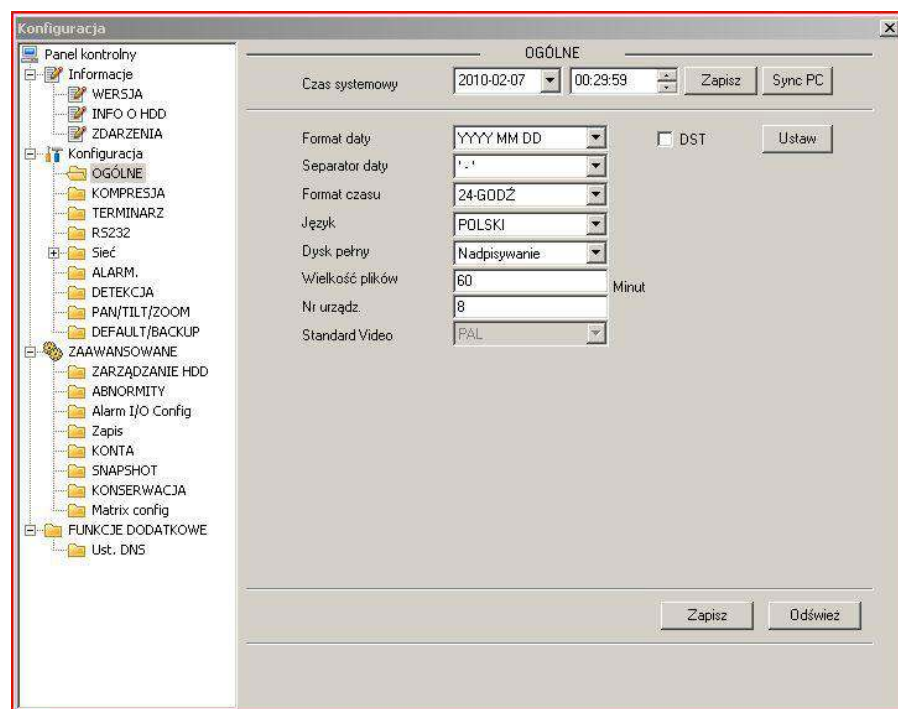 Konfiguracja
Panel kontrolny
Informacje
WERSJA
INFO O HDD
ZDARZENIA
Konfiguracja
OGÓLNE
KOMPRESJA
TERMINARZ
RS232
Sieć
ALARM.
DETEKCJA
PAN/TILT/ZOOM
DEFAULT/BACKUP
ZAAWANSOWANE
ZARZĄDZANIE HDD
ABNORMITY
Alarm I/O Config
Zapis
KONTA
SNAPSHOT
KONSERWACJA
Matrix config
FUNKCJE DODATKOWE
Ust. DNS
OGÓLNE
Czas systemowy 2010-02-07 00:29:59 Zapisz Sync PC
Format daty YYYY MM DD DST Ustaw
Separator daty '-'
Format czasu 24-GODŹ
Język POLSKI
Dysk pełny Nadpisywanie
Wielkość plików 60 Minut
Nr urządz. 8
Standard Video PAL
Zapisz Odśwież